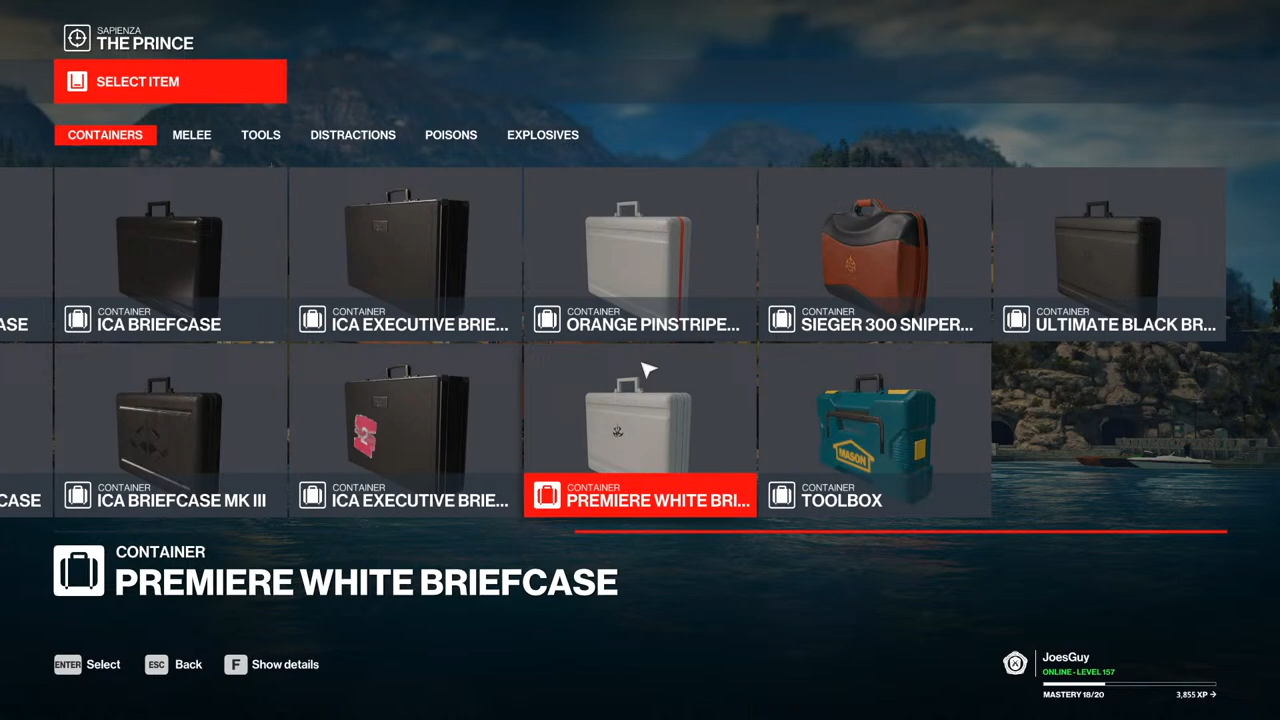 SAPIENZA
THE PRINCE
SELECT ITEM
CONTAINERS MELEE TOOLS DISTRACTIONS POISONS EXPLOSIVES
ASE
CONTAINER
ICA BRIEFCASE
CONTAINER
ICA EXECUTIVE BRIE...
CONTAINER
ORANGE PINSTRIPE...
CONTAINER
SIEGER 300 SNIPER...
CONTAINER
ULTIMATE BLACK BR...
CASE
CONTAINER
ICA BRIEFCASE MK III
CONTAINER
ICA EXECUTIVE BRIE...
CONTAINER
PREMIERE WHITE BRI...
MASON
CONTAINER
TOOLBOX
CONTAINER
PREMIERE WHITE BRIEFCASE
ENTER Select ESC Back F Show details
JoesGuy
ONLINE - LEVEL 157
MASTERY 18/20 3,855 XP →